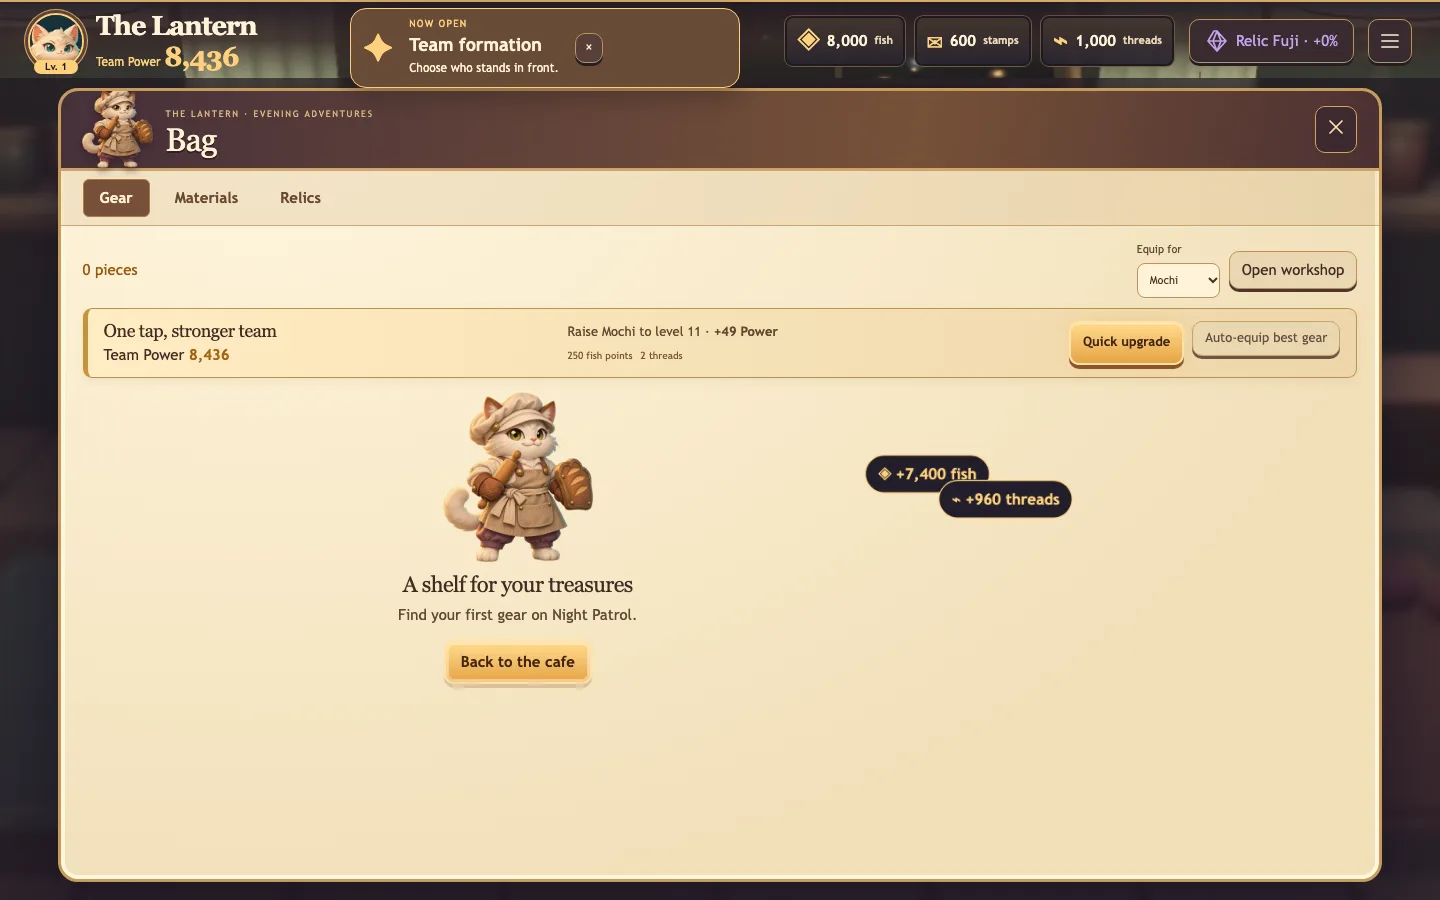 The Lantern
Team Power 8,436
Lv. 1
NOW OPEN
Team formation
Choose who stands in front.
×
8,000 fish
600 stamps
1,000 threads
Relic Fuji · +0%
THE LANTERN · EVENING ADVENTURES
Bag
Gear
Materials
Relics
0 pieces
Equip for
Mochi
Open workshop
One tap, stronger team
Team Power 8,436
Raise Mochi to level 11 · +49 Power
250 fish points 2 threads
Quick upgrade
Auto-equip best gear
+7,400 fish
+960 threads
A shelf for your treasures
Find your first gear on Night Patrol.
Back to the cafe